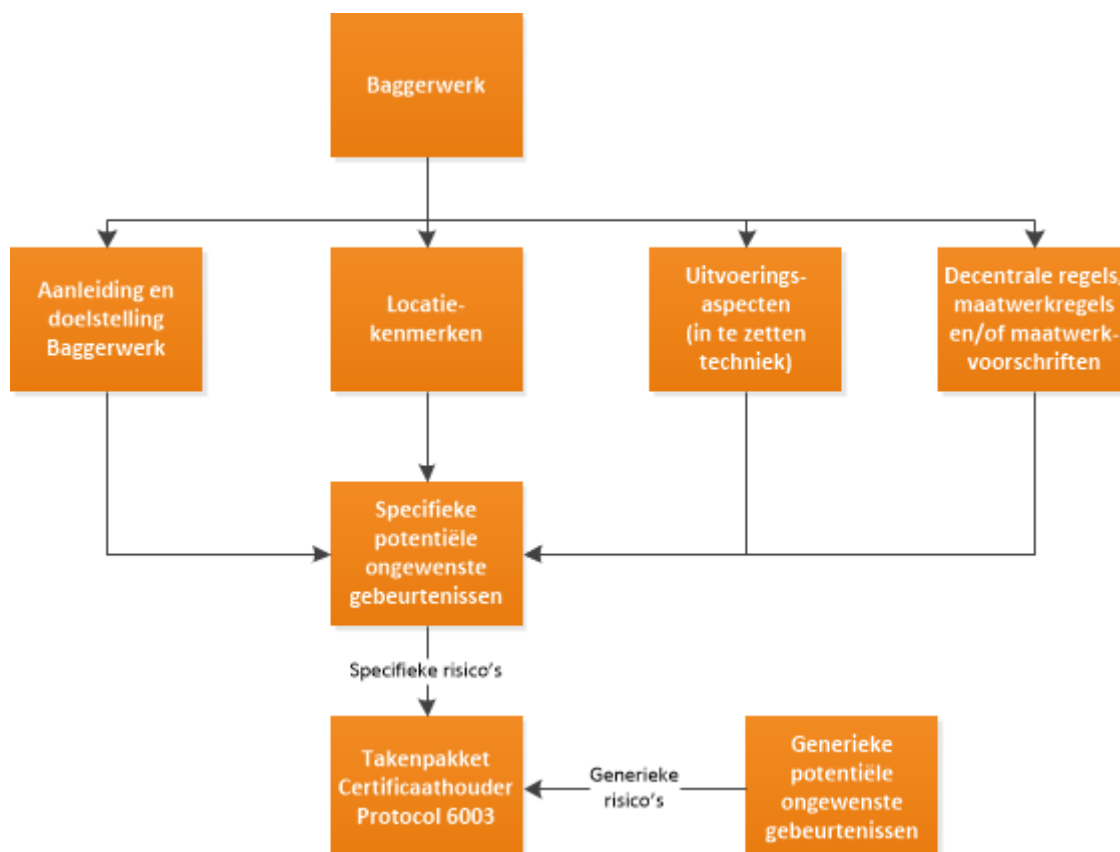 Baggerwerk
Aanleiding en
doelstelling
Baggerwerk
Locatie-
kenmerken
Uitvoerings-
aspecten
(in te zetten
techniek)
Decentrale regels,
maatwerkregels
en/of maatwerk-
voorschriften
Specifieke
potentiële
ongewenste
gebeurtenissen
Specifieke risico's
Takenpakket
Certificaathouder
Protocol 6003
Generieke
risico's
Generieke
potentiële
ongewenste
gebeurtenissen